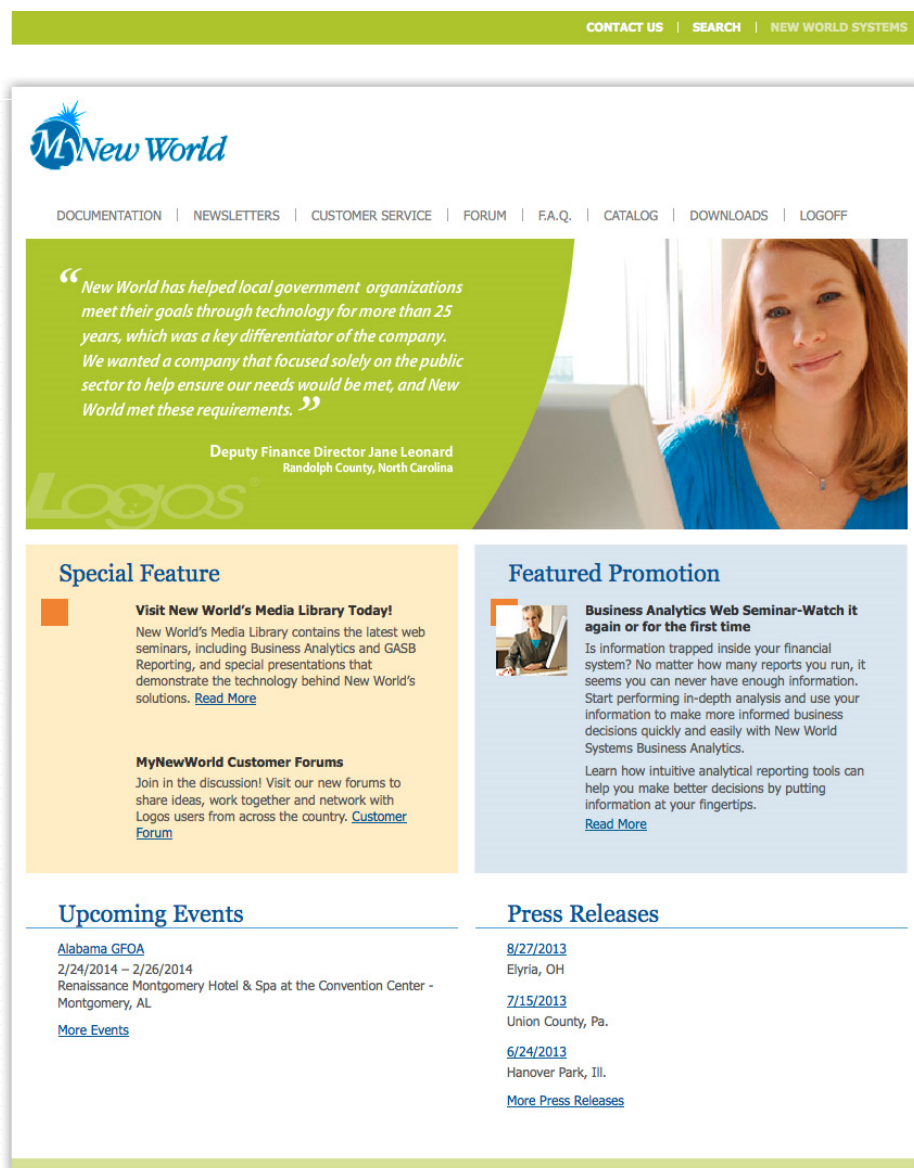 CONTACT US | SEARCH | NEW WORLD SYSTEMS
My New World
DOCUMENTATION | NEWSLETTERS | CUSTOMER SERVICE | FORUM | F.A.Q. | CATALOG | DOWNLOADS | LOGOFF
“ New World has helped local government organizations
meet their goals through technology for more than 25
years, which was a key differentiator of the company.
We wanted a company that focused solely on the public
sector to help ensure our needs would be met, and New
World met these requirements. ”
Deputy Finance Director Jane Leonard
Randolph County, North Carolina
Logos®
Special Feature
Visit New World's Media Library Today!
New World's Media Library contains the latest web
seminars, including Business Analytics and GASB
Reporting, and special presentations that
demonstrate the technology behind New World's
solutions. Read More
MyNewWorld Customer Forums
Join in the discussion! Visit our new forums to
share ideas, work together and network with
Logos users from across the country. Customer
Forum
Featured Promotion
Business Analytics Web Seminar-Watch it
again or for the first time
Is information trapped inside your financial
system? No matter how many reports you run, it
seems you can never have enough information.
Start performing in-depth analysis and use your
information to make more informed business
decisions quickly and easily with New World
Systems Business Analytics.
Learn how intuitive analytical reporting tools can
help you make better decisions by putting
information at your fingertips.
Read More
Upcoming Events
Alabama GFOA
2/24/2014 – 2/26/2014
Renaissance Montgomery Hotel & Spa at the Convention Center -
Montgomery, AL
More Events
Press Releases
8/27/2013
Elyria, OH
7/15/2013
Union County, Pa.
6/24/2013
Hanover Park, Ill.
More Press Releases